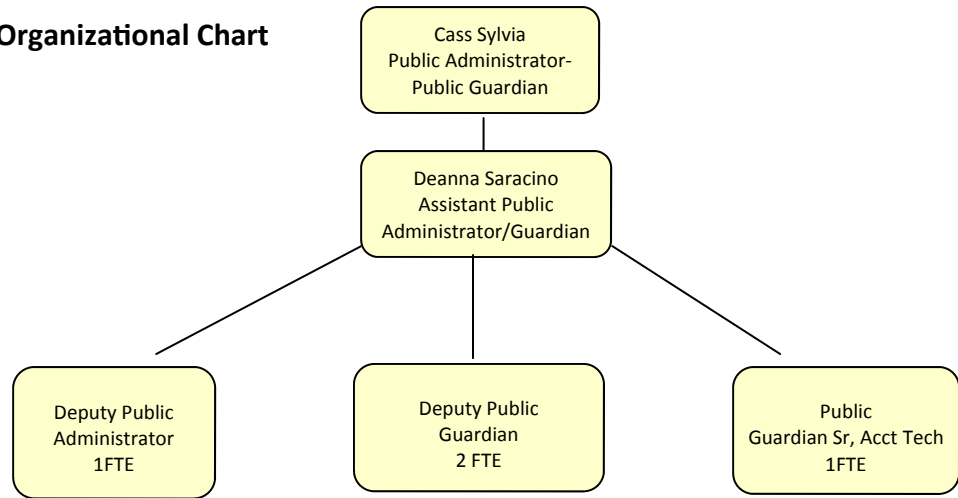 Organizational Chart
Cass Sylvia
Public Administrator-
Public Guardian
Deanna Saracino
Assistant Public
Administrator/Guardian
Deputy Public
Administrator
1FTE
Deputy Public
Guardian
2 FTE
Public
Guardian Sr, Acct Tech
1FTE